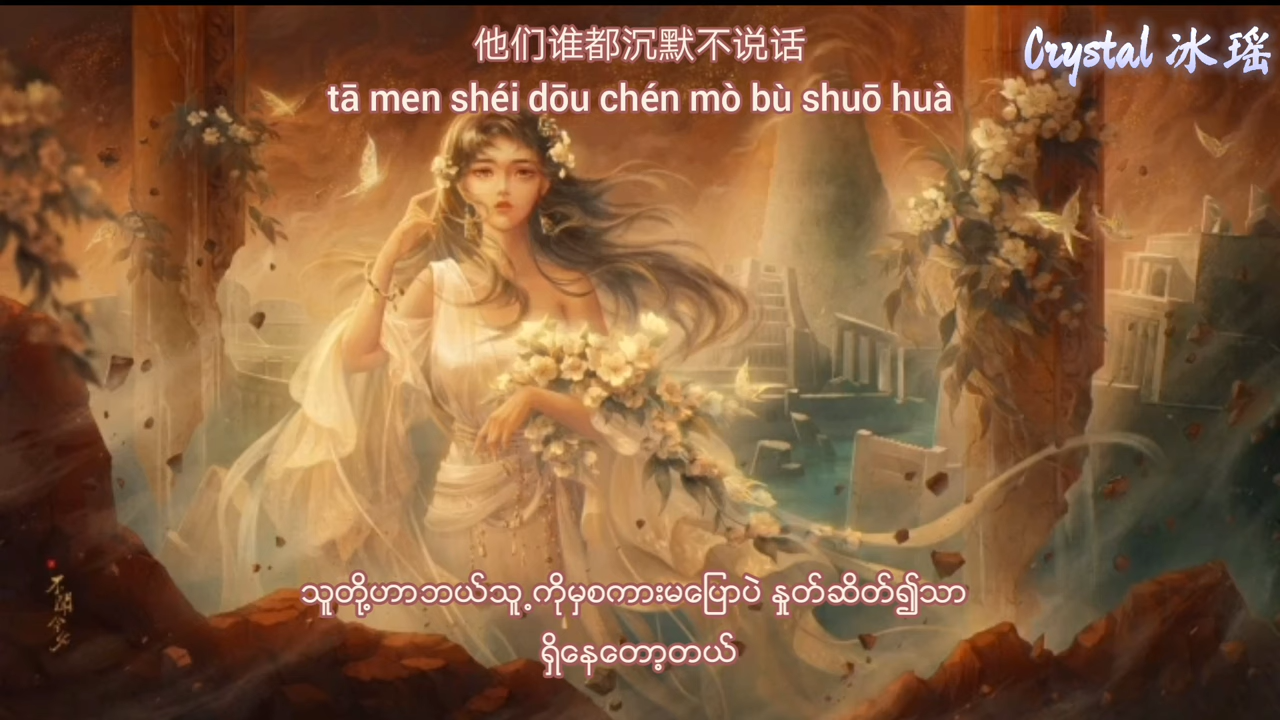 他们谁都沉默不说话
tā men shéi dōu chén mò bù shuō huà
Crystal 冰瑶
သူတို့ဟာဘယ်သူ့ကိုမှစကားမပြောပဲ နှုတ်ဆိတ်၍သာ
ရှိနေတော့တယ်